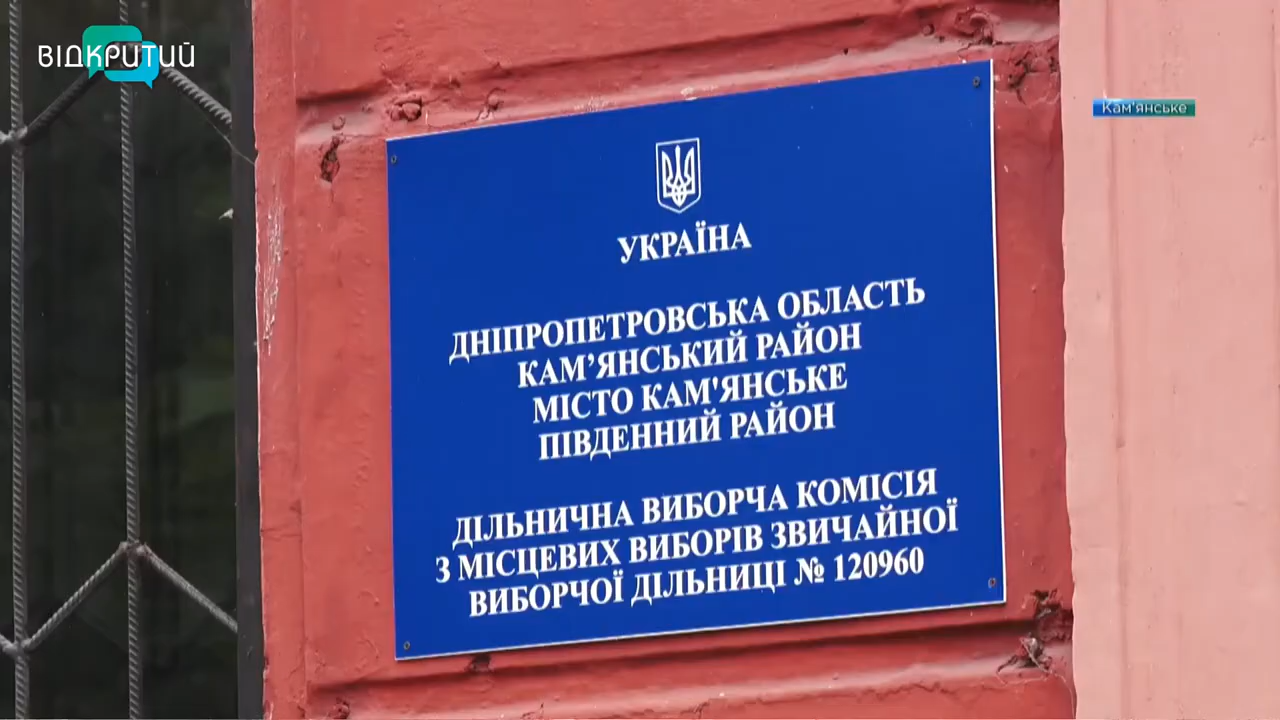 ВІДКРИТИЙ
Кам'янське
УКРАЇНА
ДНІПРОПЕТРОВСЬКА ОБЛАСТЬ
КАМ’ЯНСЬКИЙ РАЙОН
МІСТО КАМ'ЯНСЬКЕ
ПІВДЕННИЙ РАЙОН
ДІЛЬНИЧНА ВИБОРЧА КОМІСІЯ
З МІСЦЕВИХ ВИБОРІВ ЗВИЧАЙНОЇ
ВИБОРЧОЇ ДІЛЬНИЦІ № 120960